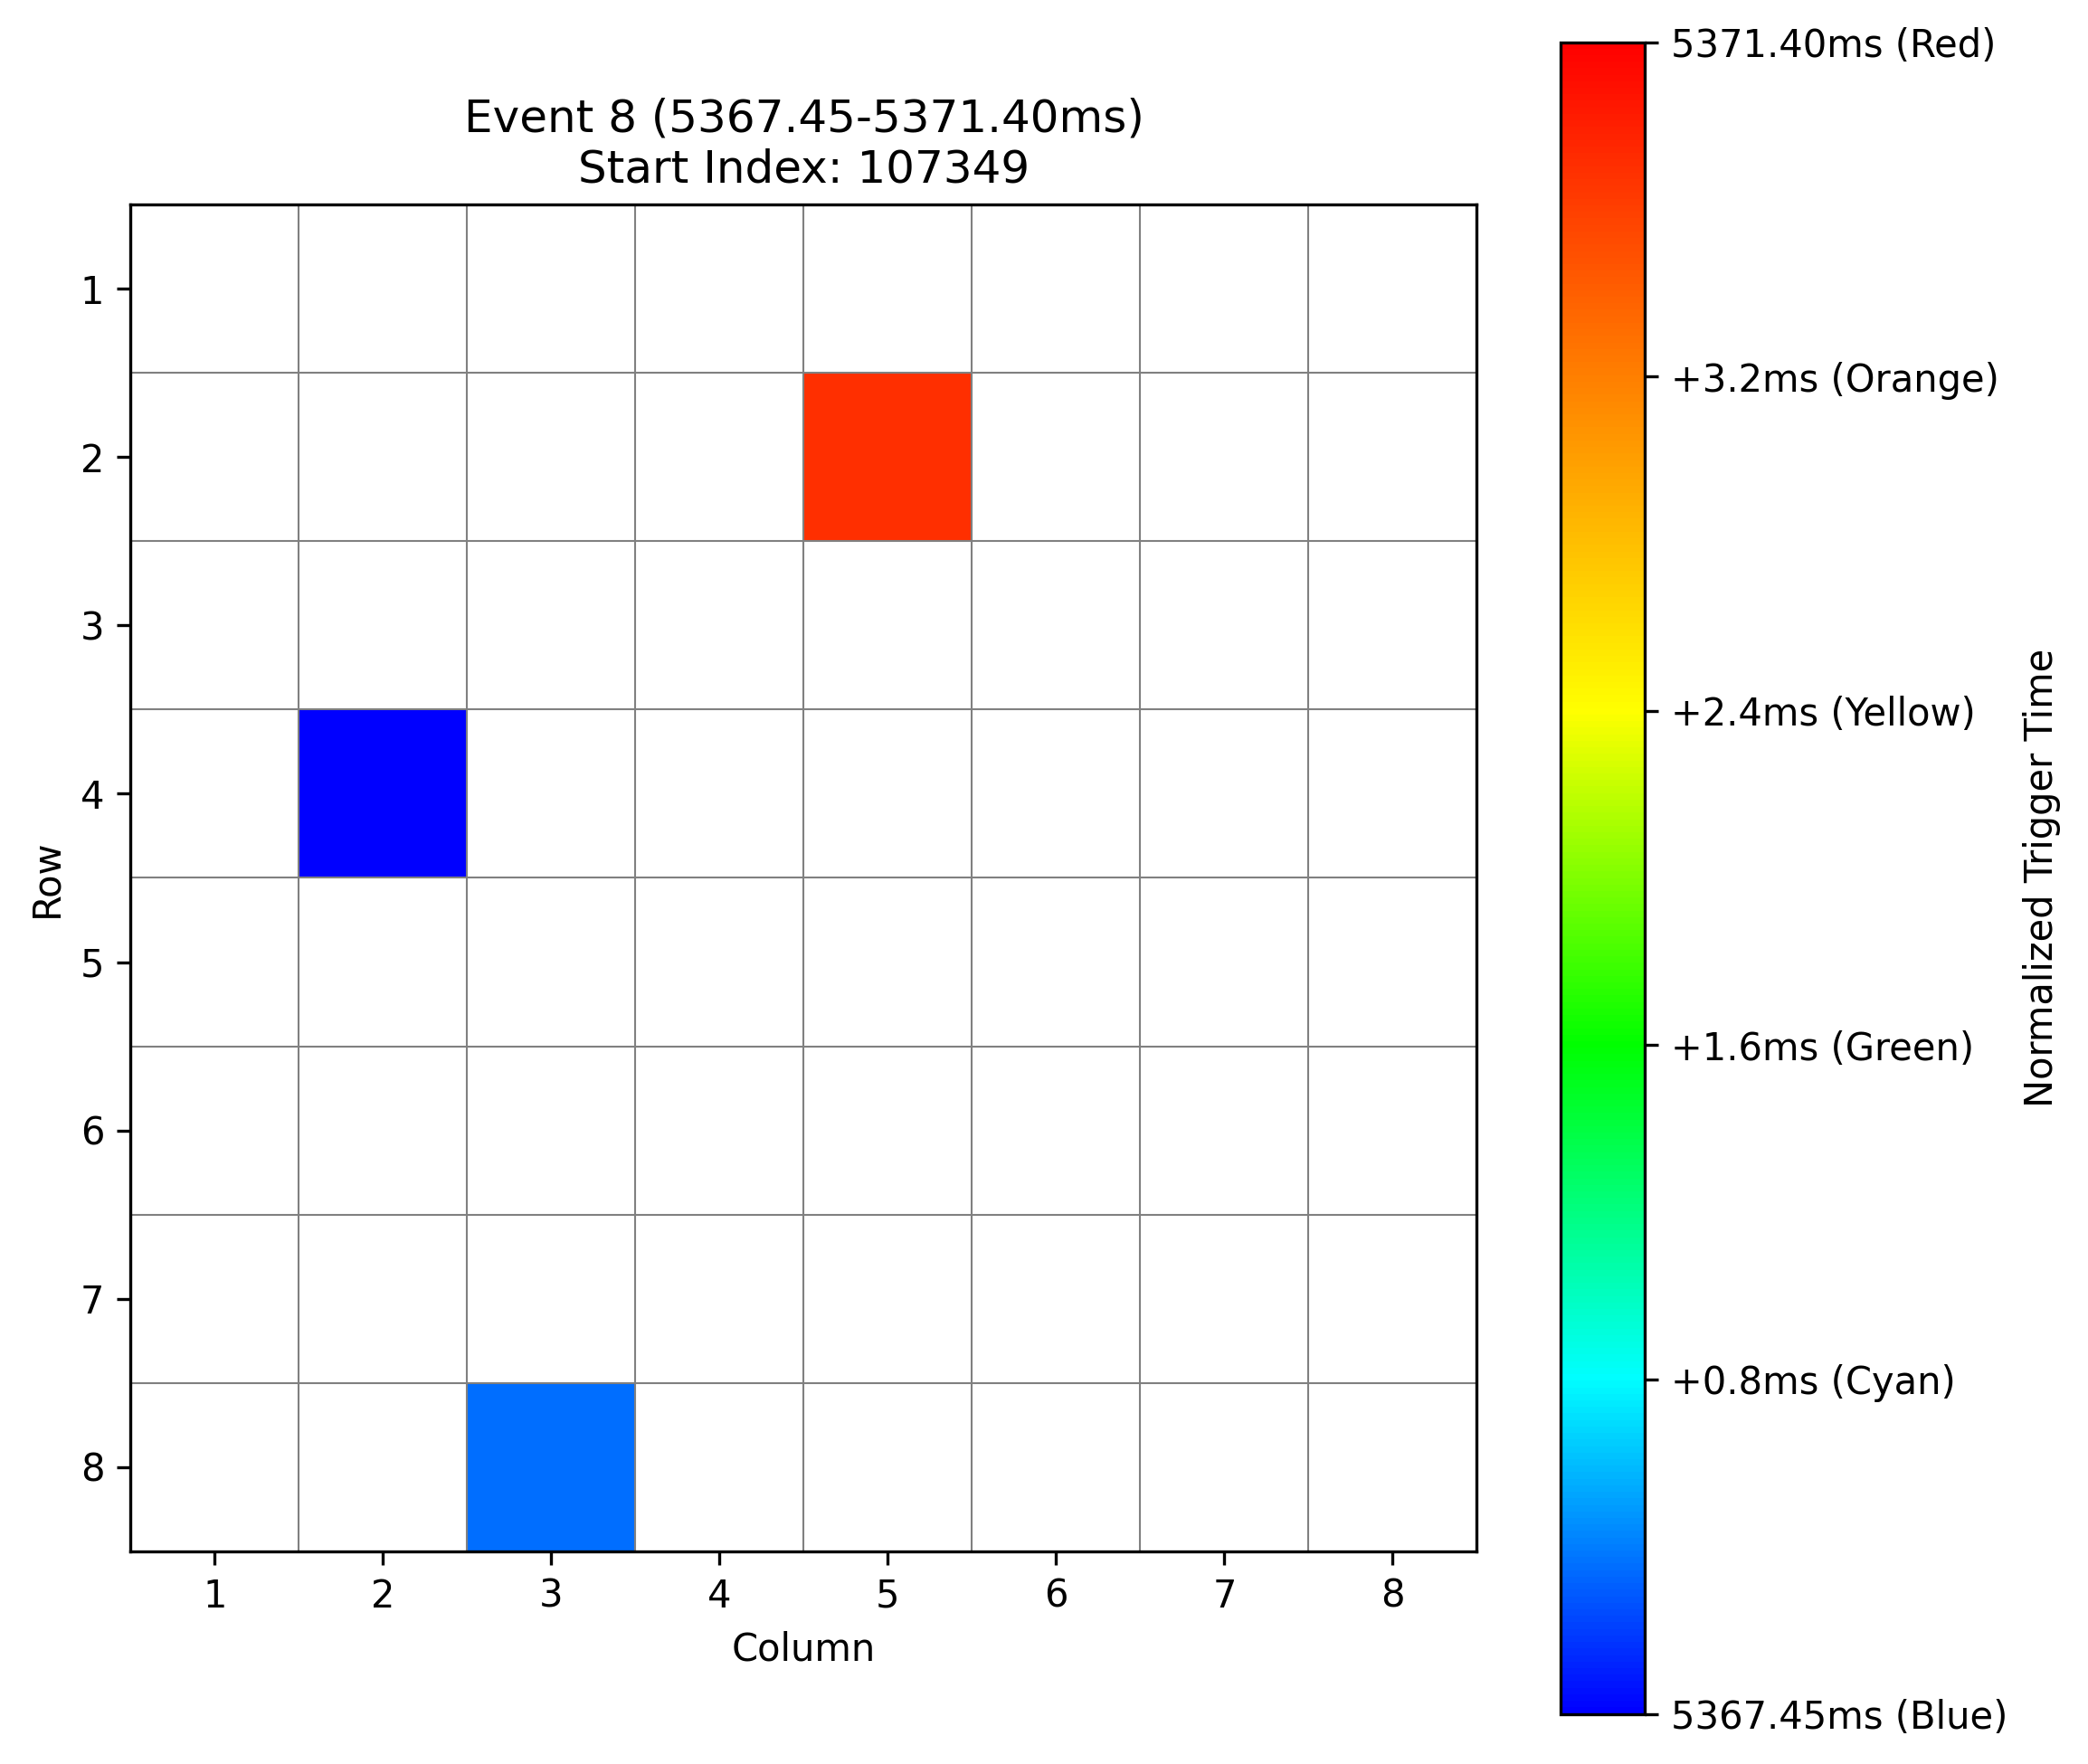 Event 8 (5367.45-5371.40ms)
Start Index: 107349
Row
1
2
3
4
5
6
7
8
1 2 3 4 5 6 7 8
Column
5371.40ms (Red)
+3.2ms (Orange)
+2.4ms (Yellow)
+1.6ms (Green)
+0.8ms (Cyan)
5367.45ms (Blue)
Normalized Trigger Time